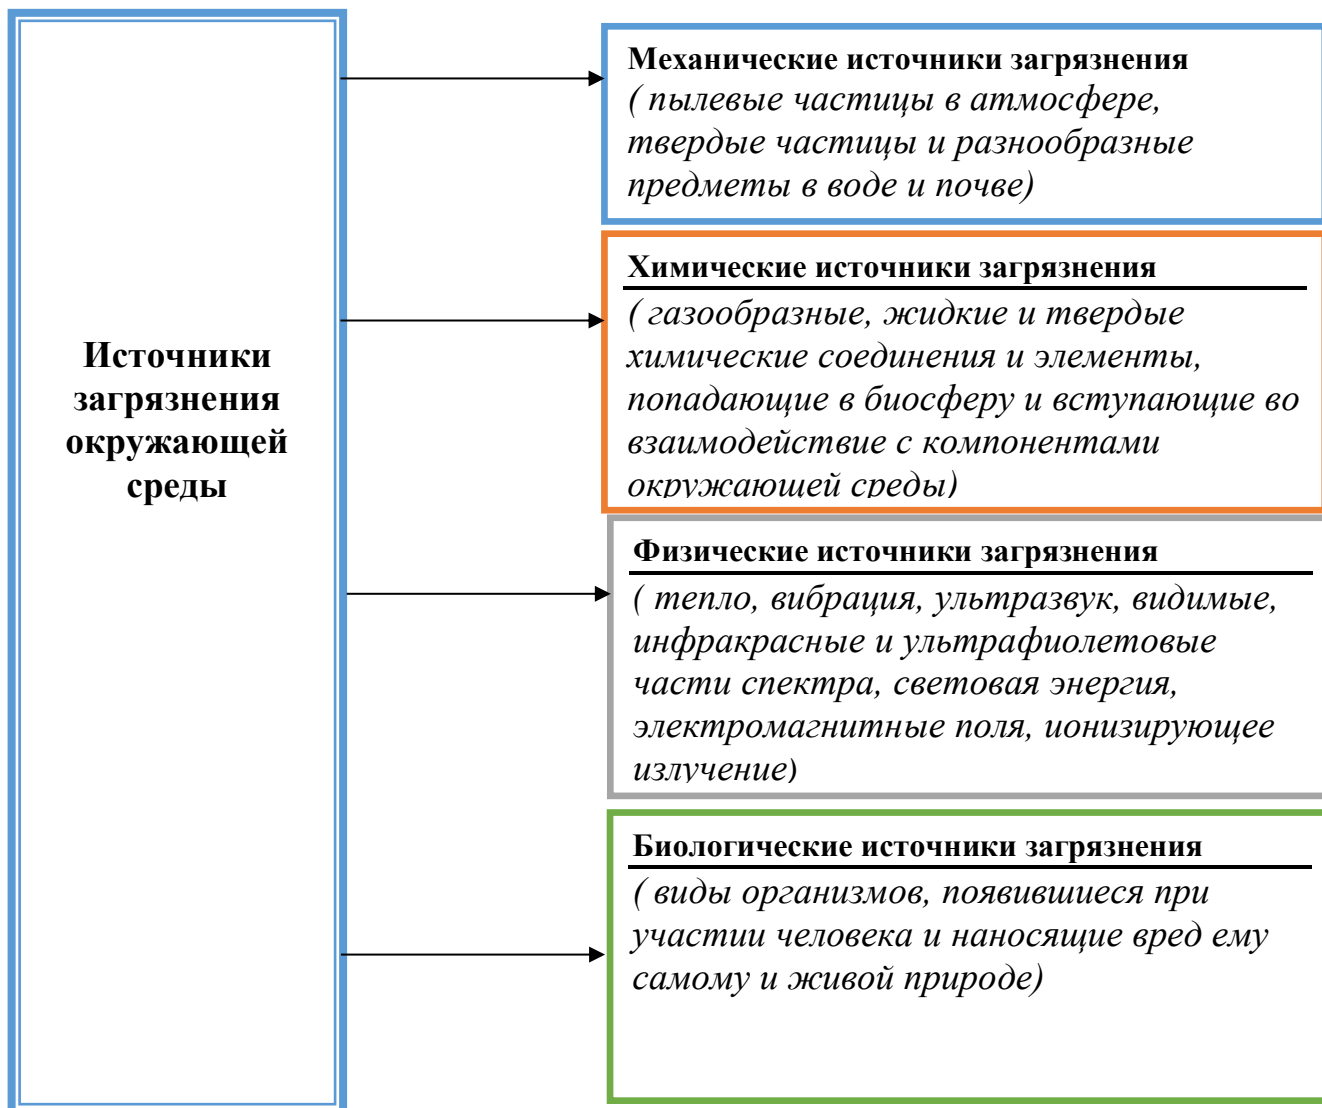 Источники
загрязнения
окружающей
среды
Механические источники загрязнения
( пылевые частицы в атмосфере,
твердые частицы и разнообразные
предметы в воде и почве)
Химические источники загрязнения
( газообразные, жидкие и твердые
химические соединения и элементы,
попадающие в биосферу и вступающие во
взаимодействие с компонентами
окружающей среды)
Физические источники загрязнения
( тепло, вибрация, ультразвук, видимые,
инфракрасные и ультрафиолетовые
части спектра, световая энергия,
электромагнитные поля, ионизирующее
излучение)
Биологические источники загрязнения
( виды организмов, появившиеся при
участии человека и наносящие вред ему
самому и живой природе)